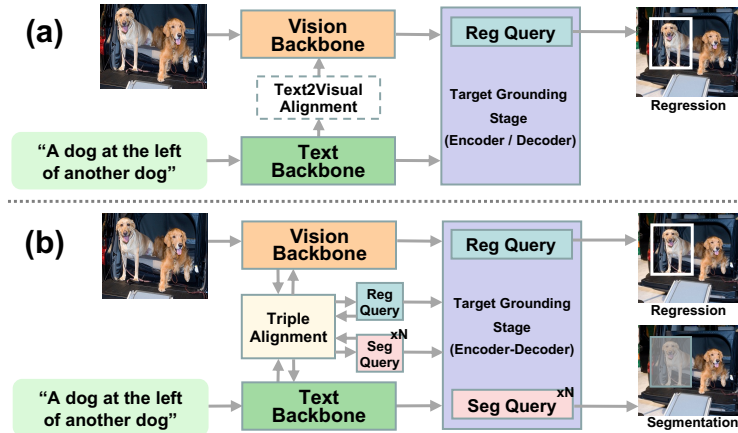 (a)
Vision
Backbone
Reg Query
Text2Visual
Alignment
Target Grounding
Stage
(Encoder / Decoder)
Regression
“A dog at the left
of another dog”
Text
Backbone
(b)
Vision
Backbone
Reg Query
Triple
Alignment
Reg
Query
xN
Seg
Query
Target Grounding
Stage
(Encoder-Decoder)
Regression
“A dog at the left
of another dog”
Text
Backbone
xN
Seg Query
Segmentation